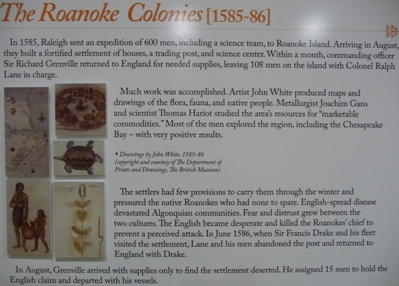 The Roanoke Colonies [1585-86]
In 1585, Raleigh sent an expedition of 600 men, including a science team, to Roanoke Island. Arriving in August,
they built a fortified settlement of houses, a trading post, and science center. Within a month, commanding officer
Sir Richard Grenville returned to England for needed supplies, leaving 108 men on the island with Colonel Ralph
Lane in charge.
Much work was accomplished. Artist John White produced maps and
drawings of the flora, fauna, and native people. Metallurgist Joachim Gans
and scientist Thomas Hariot studied the area's resources for "marketable
commodities." Most of the men explored the region, including the Chesapeake
Bay – with very positive results.
Drawings by John White, 1585-86
(copyright and courtesy of The Department of
Prints and Drawings, The British Museum)
The settlers had few provisions to carry them through the winter and
pressured the native Roanokes who had none to spare. English-spread disease
devastated Algonquian communities. Fear and distrust grew between the
two cultures. The English became desperate and killed the Roanokes' chief to
prevent a perceived attack. In June 1586, when Sir Francis Drake and his fleet
visited the settlement, Lane and his men abandoned the post and returned to
England with Drake.
In August, Grenville arrived with supplies only to find the settlement deserted. He assigned 15 men to hold the
English claim and departed with his vessels.